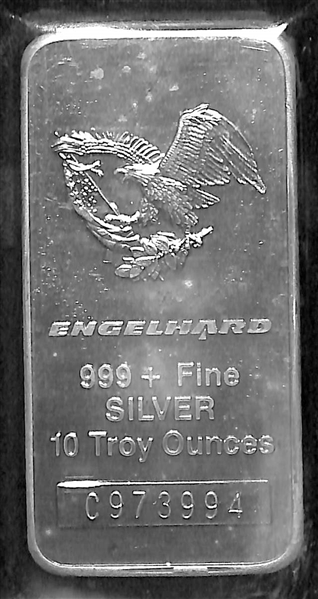 ENGELHARD
999 + Fine
SILVER
10 Troy Ounces
C973994